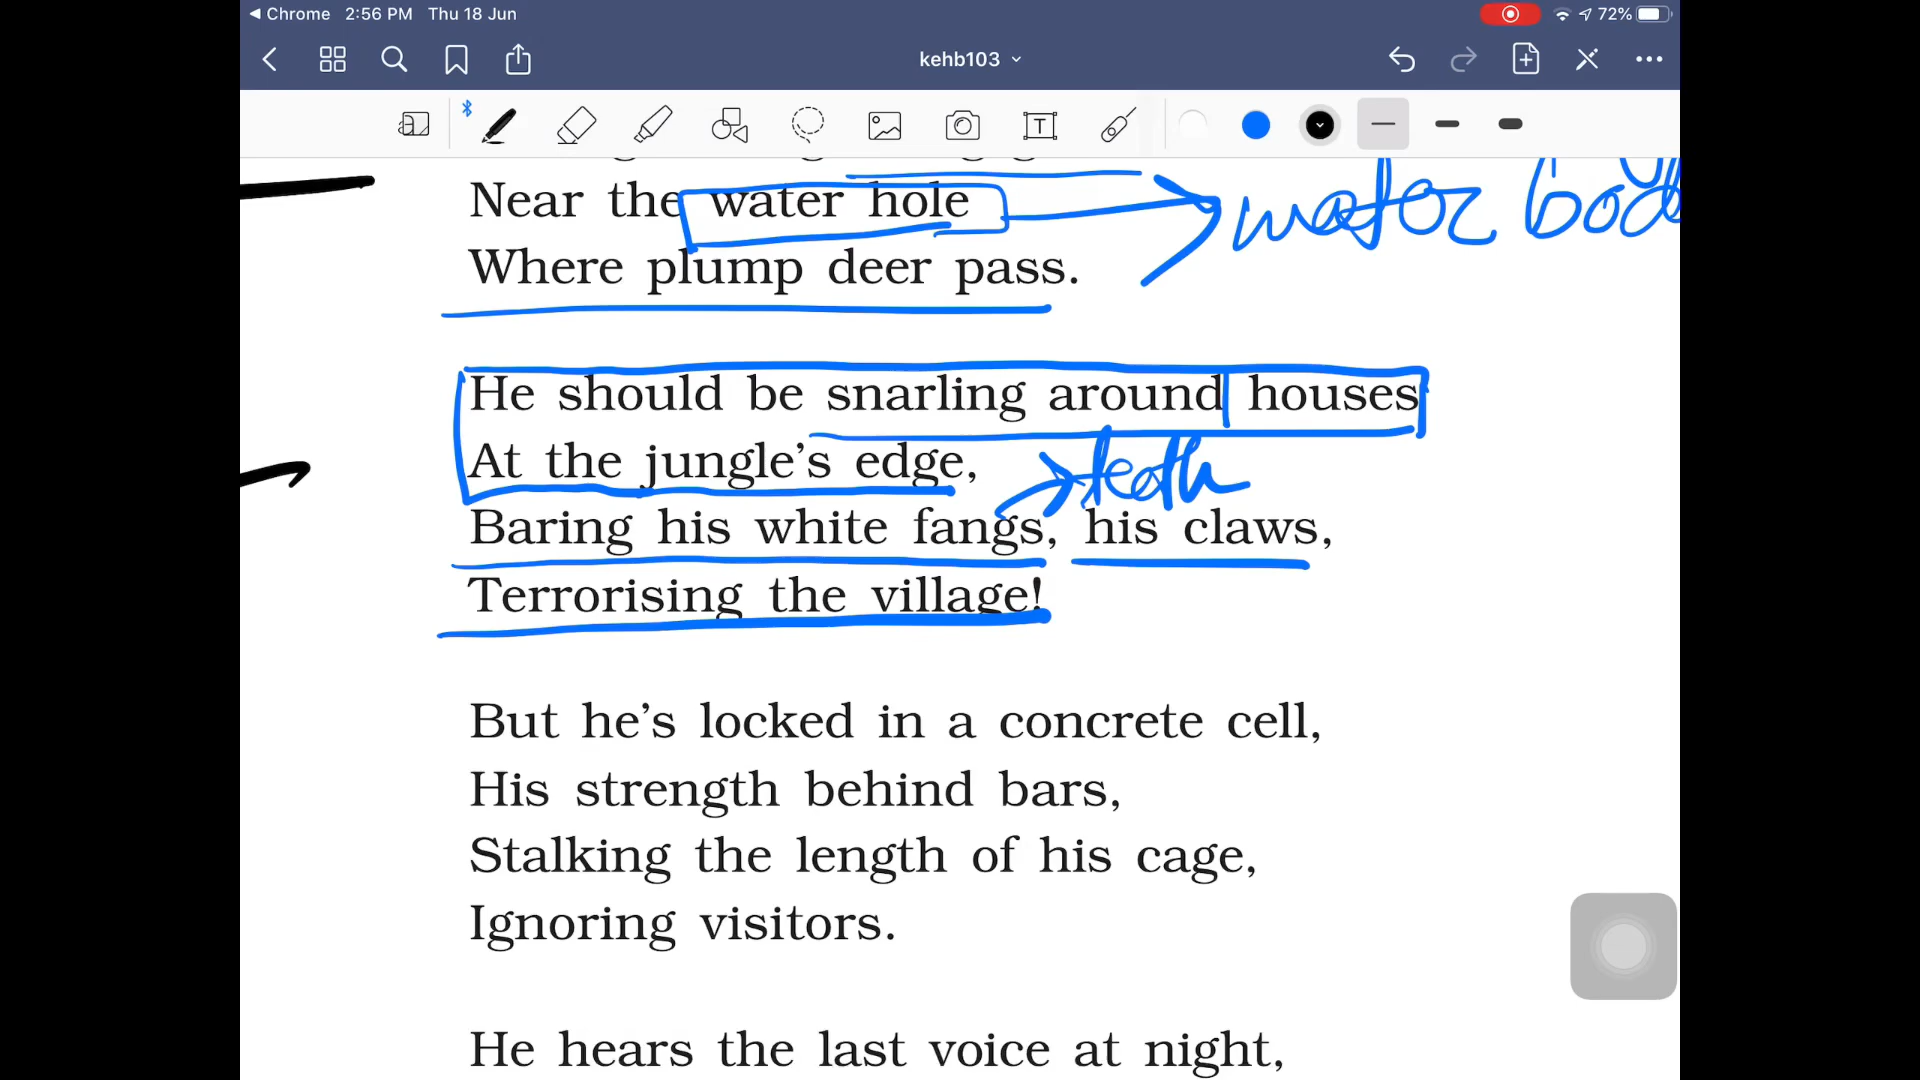 Chrome 2:56 PM Thu 18 Jun 72%
kehb103
Near the water hole
water body
Where plump deer pass.
He should be snarling around houses
At the jungle's edge,
teeth
Baring his white fangs, his claws,
Terrorising the village!
But he's locked in a concrete cell,
His strength behind bars,
Stalking the length of his cage,
Ignoring visitors.
He hears the last voice at night,